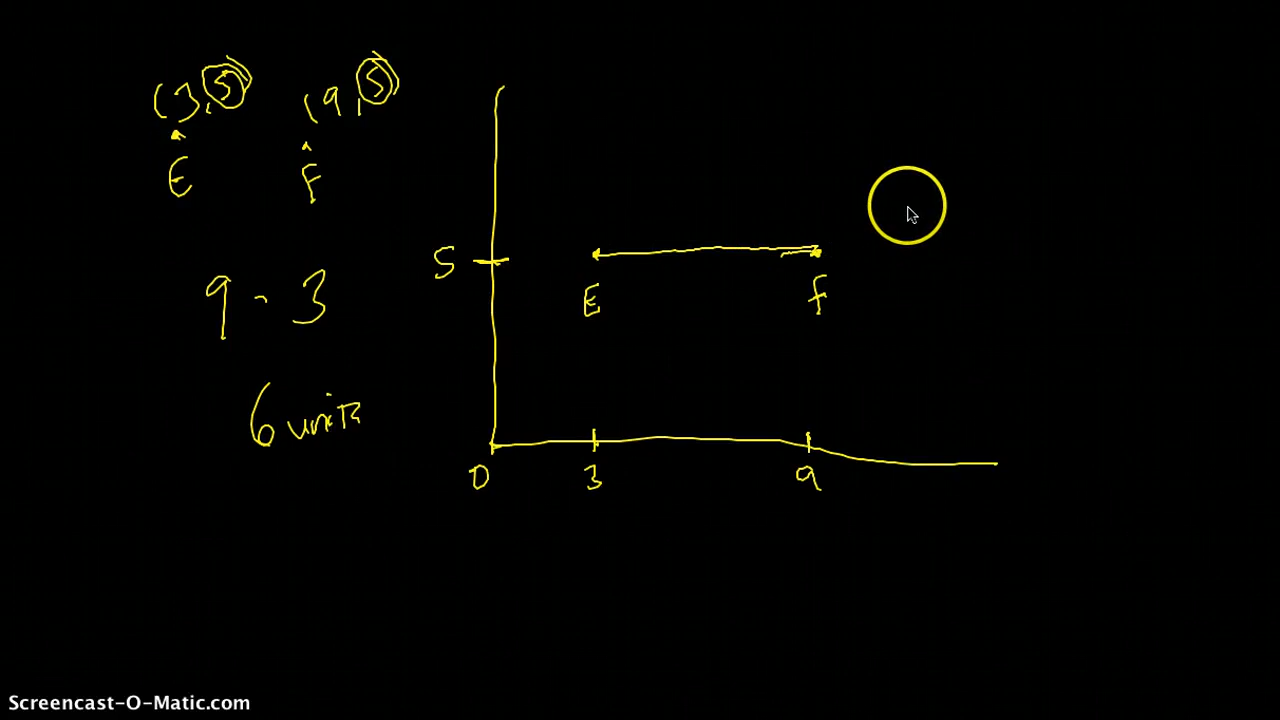 (3,5) (9,5)
E F
9 - 3
6 units
5
E F
0 3 9
Screencast-O-Matic.com